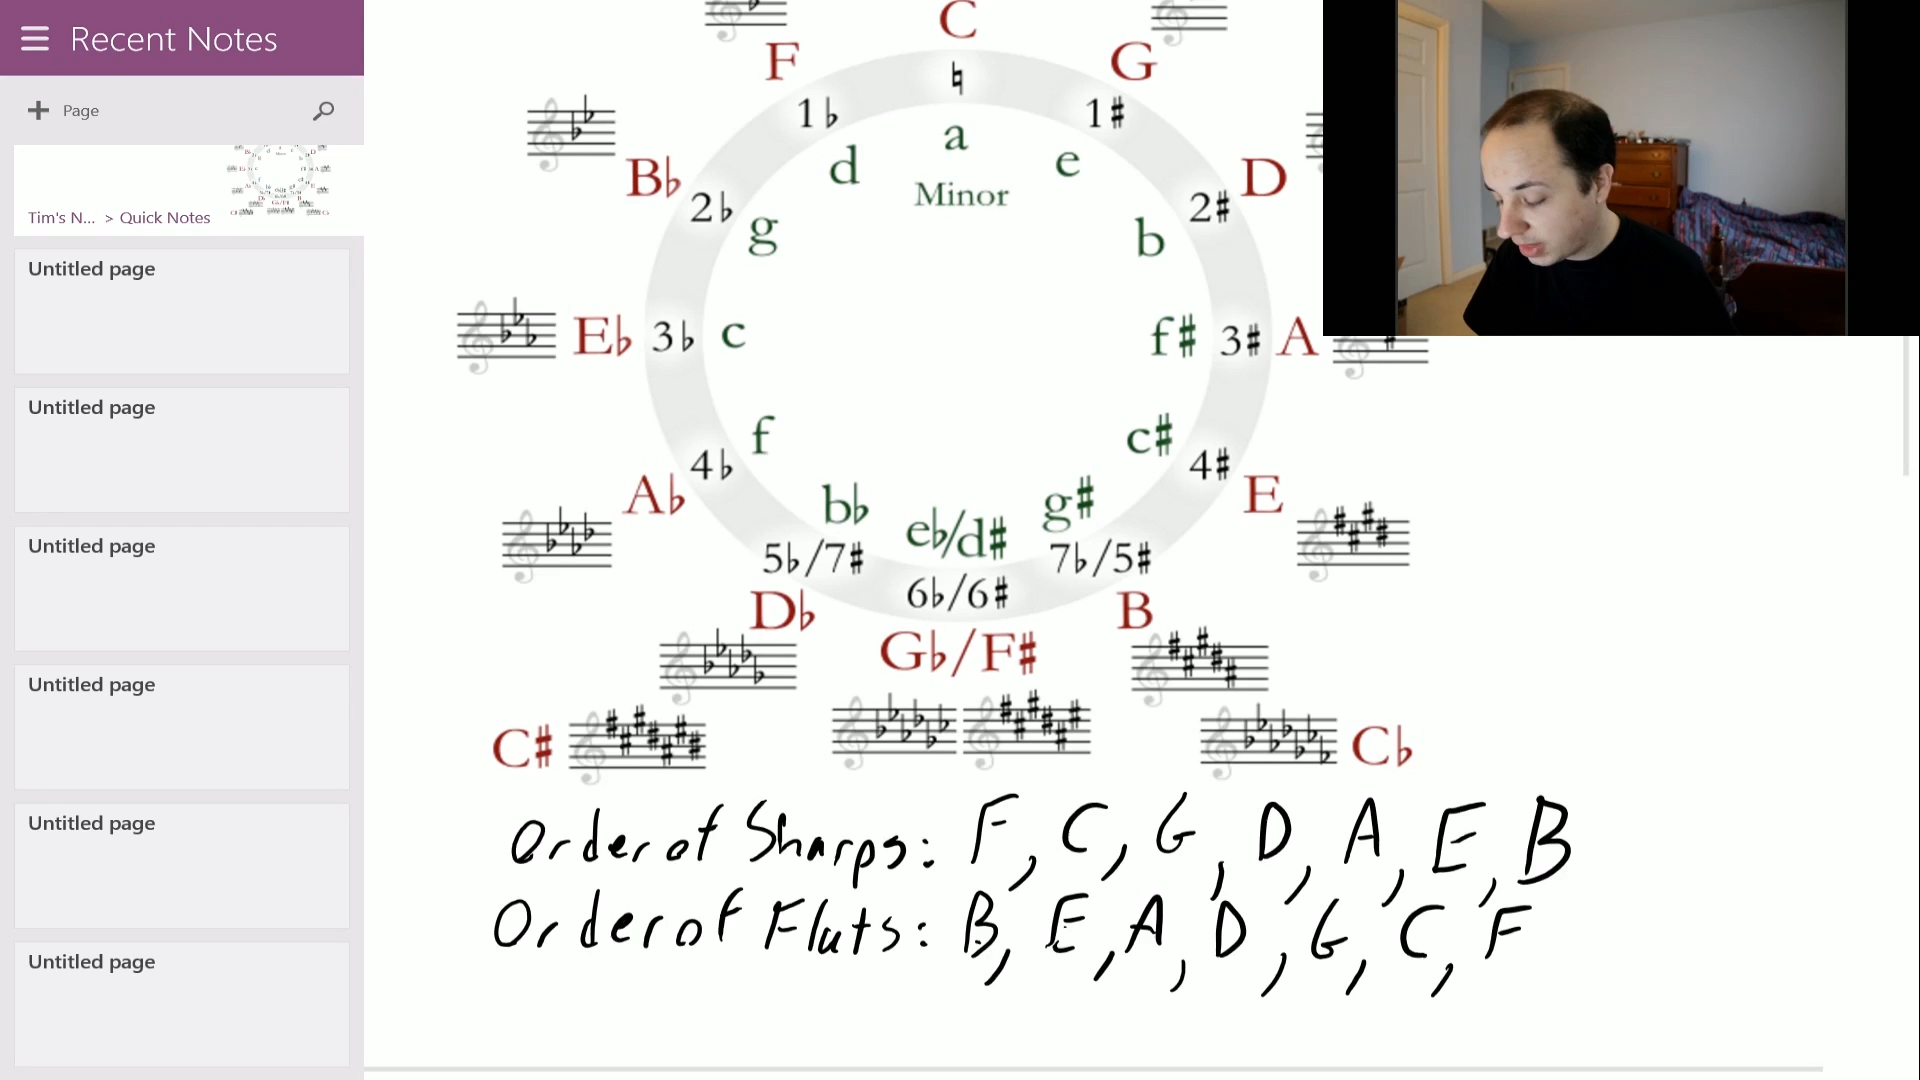 Recent Notes
Page
Tim's N... > Quick Notes
Untitled page
Untitled page
Untitled page
Untitled page
Untitled page
Untitled page
C
F
G
♮
1♭
1♯
a
d
e
Minor
B♭
D
2♭
2♯
g
b
E♭
3♭
c
f♯
3♯
A
f
c♯
4♭
4♯
A♭
E
b♭
g♯
e♭/d♯
5♭/7♯
7♭/5♯
6♭/6♯
D♭
B
G♭/F♯
C♯
C♭
Order of Sharps: F, C, G, D, A, E, B
Order of Flats: B, E, A, D, G, C, F